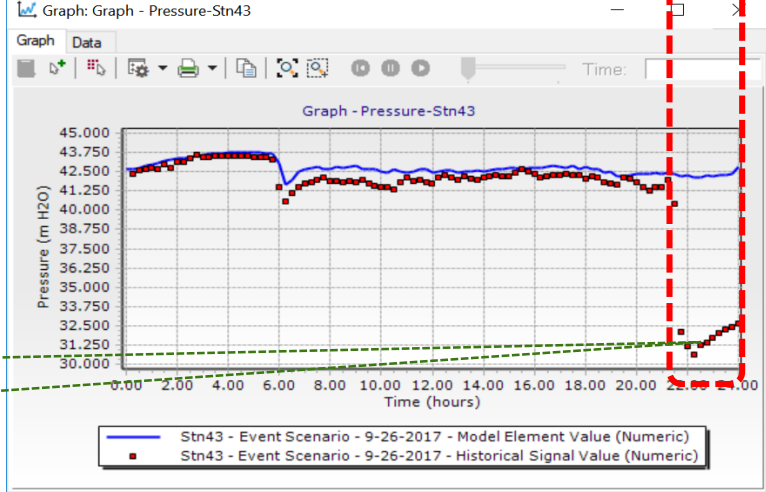 Graph: Graph - Pressure-Stn43
Graph Data
Time:
Graph - Pressure-Stn43
45.000
43.750
42.500
41.250
40.000
38.750
37.500
36.250
35.000
33.750
32.500
31.250
30.000
Pressure (m H2O)
0.00 2.00 4.00 6.00 8.00 10.00 12.00 14.00 16.00 18.00 20.00 22.00 24.00
Time (hours)
Stn43 - Event Scenario - 9-26-2017 - Model Element Value (Numeric)
Stn43 - Event Scenario - 9-26-2017 - Historical Signal Value (Numeric)